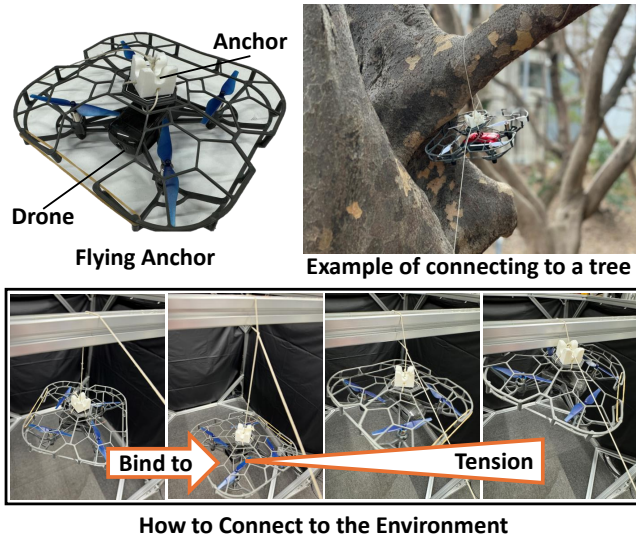 Anchor
Drone
Flying Anchor
Example of connecting to a tree
Bind to
Tension
How to Connect to the Environment